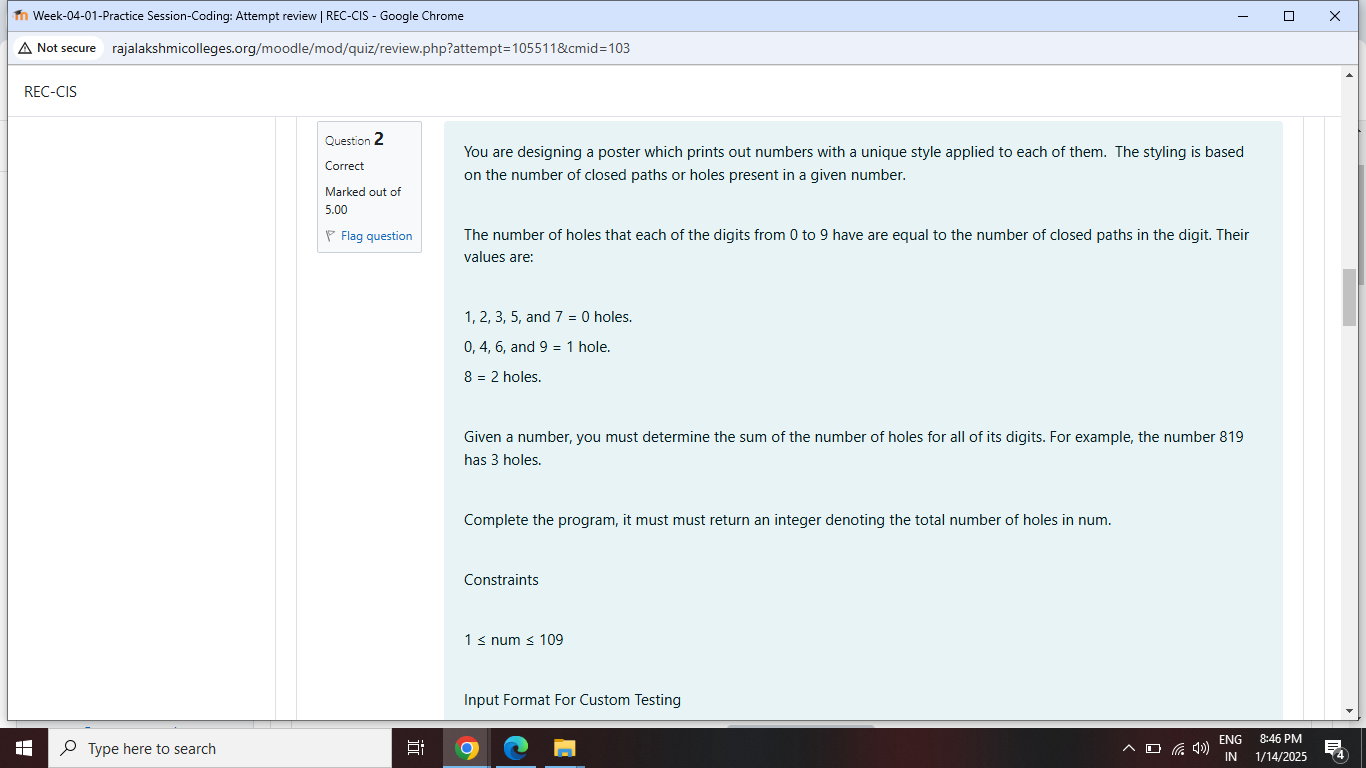 Week-04-01-Practice Session-Coding: Attempt review | REC-CIS - Google Chrome
Not secure rajalakshmicolleges.org/moodle/mod/quiz/review.php?attempt=105511&cmid=103
REC-CIS
Question 2
Correct
Marked out of
5.00
Flag question
You are designing a poster which prints out numbers with a unique style applied to each of them. The styling is based
on the number of closed paths or holes present in a given number.
The number of holes that each of the digits from 0 to 9 have are equal to the number of closed paths in the digit. Their
values are:
1, 2, 3, 5, and 7 = 0 holes.
0, 4, 6, and 9 = 1 hole.
8 = 2 holes.
Given a number, you must determine the sum of the number of holes for all of its digits. For example, the number 819
has 3 holes.
Complete the program, it must must return an integer denoting the total number of holes in num.
Constraints
1 ≤ num ≤ 109
Input Format For Custom Testing
Type here to search
ENG
IN
8:46 PM
1/14/2025
4